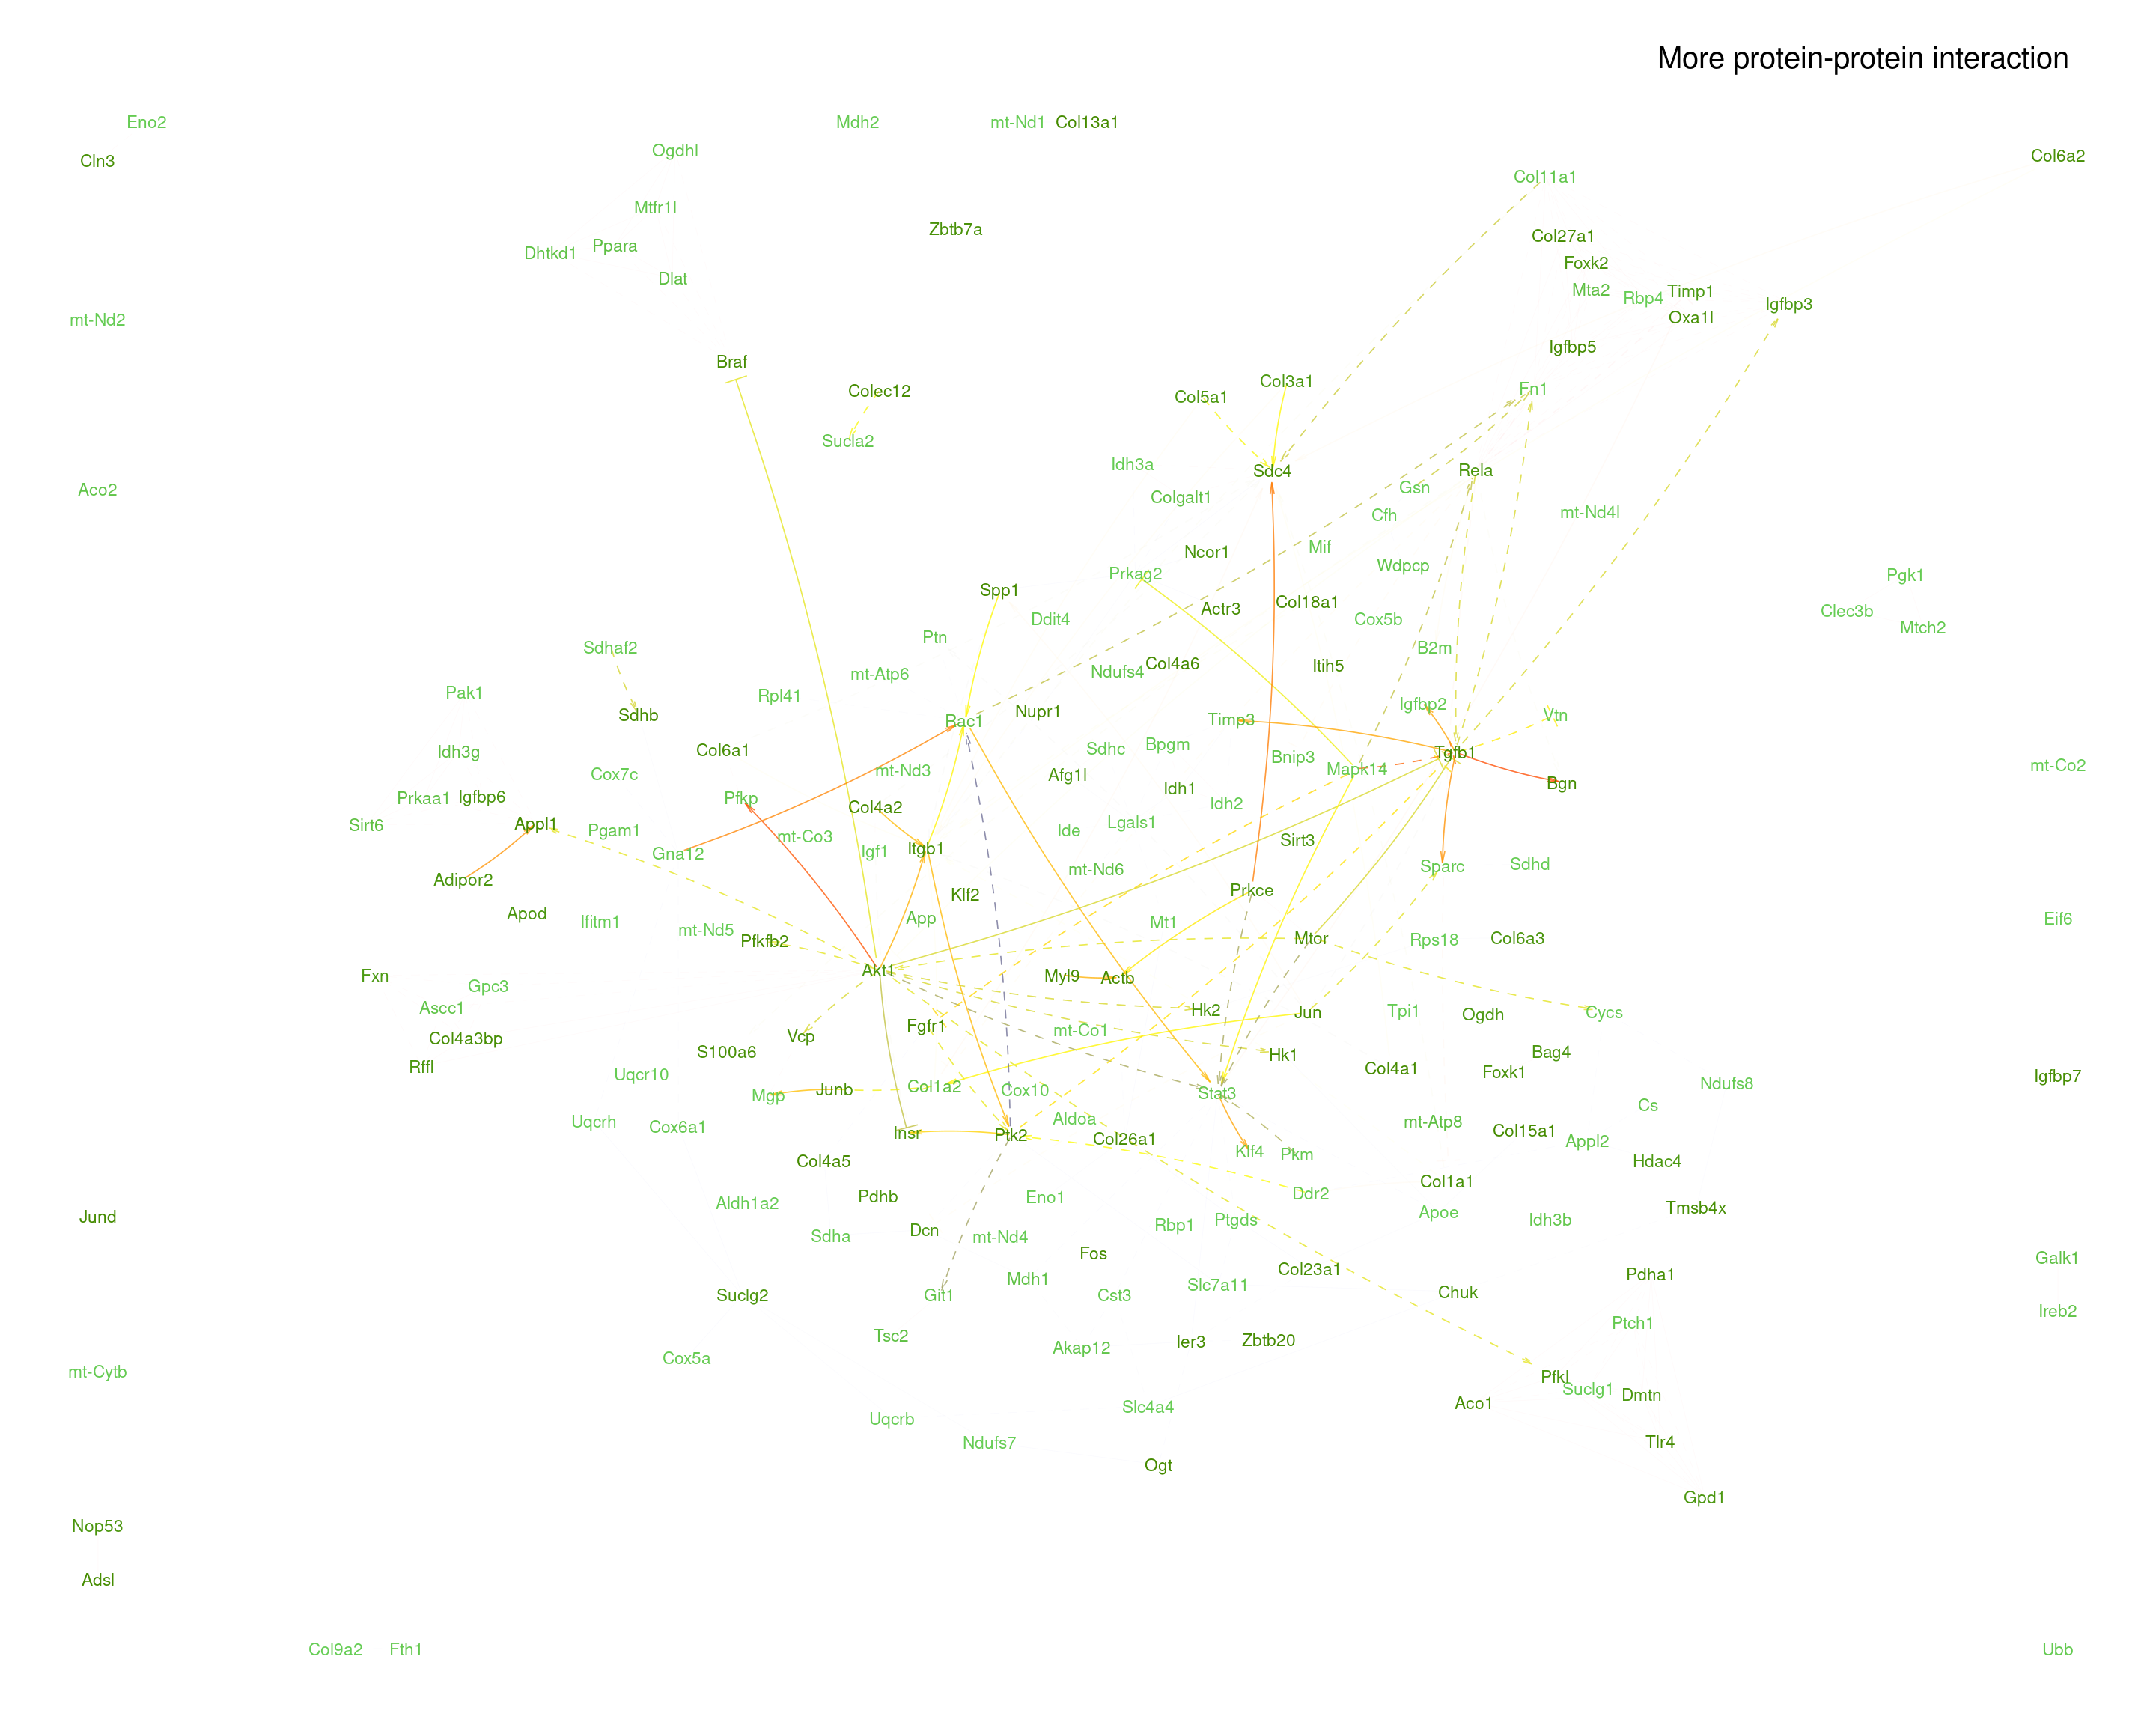 More protein-protein interaction
Eno2
Mdh2
mt-Nd1
Col13a1
Ogdhl
Cln3
Col6a2
Col11a1
Mtfr1l
Zbtb7a
Col27a1
Ppara
Dhtkd1
Foxk2
Dlat
Mta2
Rbp4
Timp1
Igfbp3
mt-Nd2
Oxa1l
Igfbp5
Braf
Colec12
Col3a1
Col5a1
Fn1
Sucla2
Idh3a
Sdc4
Rela
Aco2
Colgalt1
Gsn
Cfh
mt-Nd4l
Ncor1
Mif
Prkag2
Wdpcp
Pgk1
Spp1
Col18a1
Actr3
Clec3b
Ddit4
Cox5b
Mtch2
Ptn
Sdhaf2
B2m
Col4a6
Itih5
mt-Atp6
Ndufs4
Pak1
Rpl41
Igfbp2
Sdhb
Nupr1
Rac1
Timp3
Vtn
Idh3g
Col6a1
Sdhc
Bpgm
Bnip3
Tgfb1
mt-Co2
Cox7c
mt-Nd3
Afg1l
Mapk14
Prkaa1
Igfbp6
Pfkp
Idh1
Bgn
Col4a2
Idh2
Sirt6
Appl1
Pgam1
mt-Co3
Ide
Lgals1
Gna12
Igf1
Itgb1
Sirt3
Adipor2
mt-Nd6
Sparc
Sdhd
Klf2
Prkce
Apod
Ifitm1
App
Mt1
Eif6
mt-Nd5
Pfkfb2
Mtor
Rps18
Col6a3
Fxn
Akt1
Myl9
Actb
Gpc3
Ascc1
Hk2
Jun
Tpi1
Ogdh
Cycs
Col4a3bp
Vcp
Fgfr1
mt-Co1
Rffl
S100a6
Hk1
Bag4
Uqcr10
Col4a1
Foxk1
Igfbp7
Mgp
Junb
Col1a2
Cox10
Stat3
Ndufs8
Uqcrh
Cox6a1
Insr
Ptk2
Aldoa
Col26a1
mt-Atp8
Col15a1
Cs
Appl2
Col4a5
Klf4
Pkm
Hdac4
Aldh1a2
Pdhb
Eno1
Ddr2
Col1a1
Tmsb4x
Jund
Sdha
Dcn
mt-Nd4
Rbp1
Ptgds
Apoe
Idh3b
Fos
Galk1
Mdh1
Col23a1
Pdha1
Suclg2
Git1
Cst3
Slc7a11
Chuk
Ireb2
Tsc2
Akap12
Ier3
Zbtb20
Ptch1
Cox5a
mt-Cytb
Pfkl
Suclg1
Dmtn
Uqcrb
Slc4a4
Aco1
Ndufs7
Tlr4
Ogt
Gpd1
Nop53
Adsl
Col9a2
Fth1
Ubb